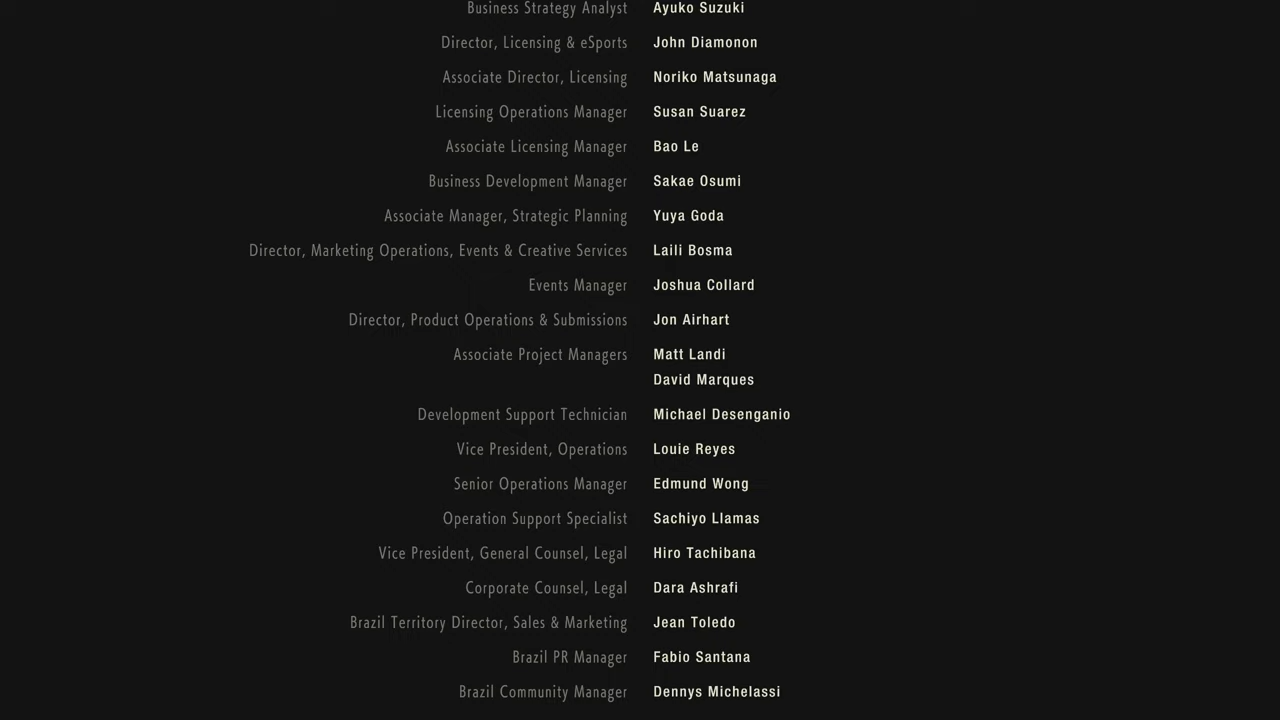 Business Strategy Analyst Ayuko Suzuki
Director, Licensing & eSports John Diamonon
Associate Director, Licensing Noriko Matsunaga
Licensing Operations Manager Susan Suarez
Associate Licensing Manager Bao Le
Business Development Manager Sakae Osumi
Associate Manager, Strategic Planning Yuya Goda
Director, Marketing Operations, Events & Creative Services Laili Bosma
Events Manager Joshua Collard
Director, Product Operations & Submissions Jon Airhart
Associate Project Managers Matt Landi
David Marques
Development Support Technician Michael Desenganio
Vice President, Operations Louie Reyes
Senior Operations Manager Edmund Wong
Operation Support Specialist Sachiyo Llamas
Vice President, General Counsel, Legal Hiro Tachibana
Corporate Counsel, Legal Dara Ashrafi
Brazil Territory Director, Sales & Marketing Jean Toledo
Brazil PR Manager Fabio Santana
Brazil Community Manager Dennys Michelassi